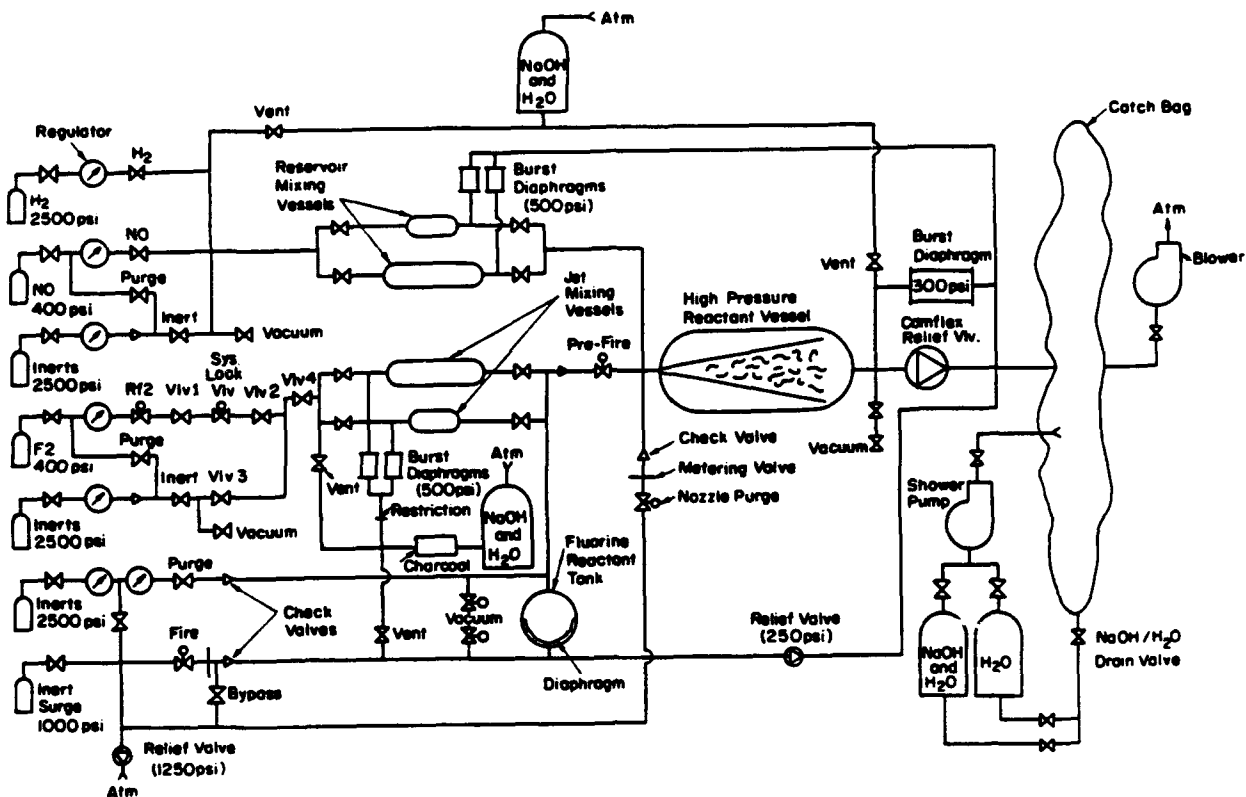 Atm
NaOH
and
H2O
Vent
Regulator
H2
H2
2500 psi
Reservoir
Mixing
Vessels
Burst
Diaphragms
(500psi)
Catch Bag
Atm
Blower
NO
NO
400 psi
Purge
Inert
Vacuum
Inerts
2500 psi
Jet
Mixing
Vessels
High Pressure
Reactant Vessel
Vent
Burst
Diaphragm
300 psi
Camflex
Relief Vlv.
Pre-Fire
Sys.
Lock
Rf2
Vlv1
Vlv
Vlv2
Vlv4
F2
400 psi
Purge
Inert
Vlv 3
Vacuum
Inerts
2500 psi
Vent
Burst
Diaphragms
(500psi)
Restriction
Charcoal
Atm
NaOH
and
H2O
Check Valve
Metering Valve
Nozzle Purge
Vacuum
Shower
Pump
Fluorine
Reactant
Tank
Purge
Inerts
2500 psi
Check
Valves
Vacuum
Vent
Fire
Bypass
Diaphragm
Relief Valve
(250psi)
Inert
Surge
1000 psi
NaOH
and
H2O
H2O
NaOH/H2O
Drain Valve
Relief Valve
(1250psi)
Atm